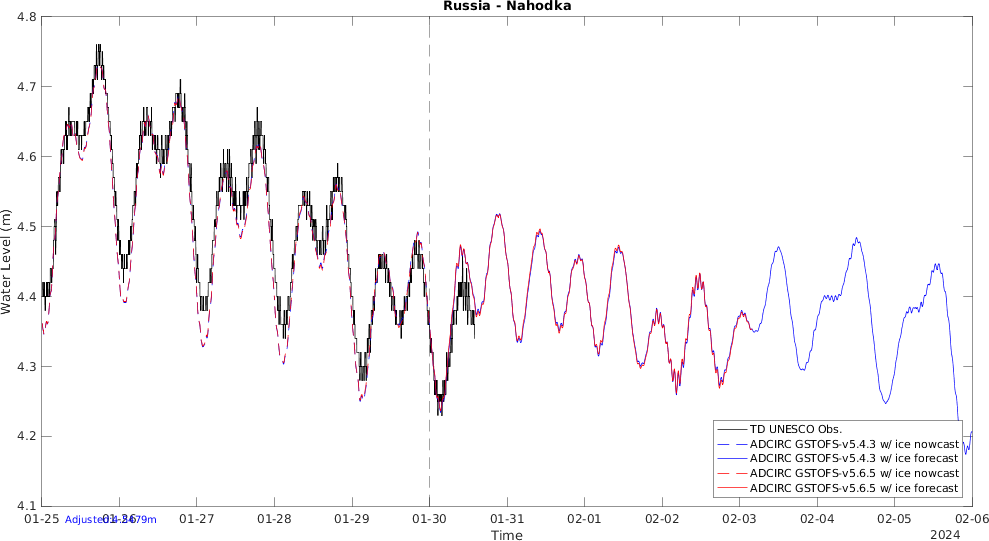 Russia - Nahodka
4.8
4.7
4.6
4.5
4.4
4.3
4.2
4.1
Water Level (m)
TD UNESCO Obs.
ADCIRC GSTOFS-v5.4.3 w/ ice nowcast
ADCIRC GSTOFS-v5.4.3 w/ ice forecast
ADCIRC GSTOFS-v5.6.5 w/ ice nowcast
ADCIRC GSTOFS-v5.6.5 w/ ice forecast
01-25 01-26 01-27 01-28 01-29 01-30 01-31 02-01 02-02 02-03 02-04 02-05 02-06
Time
2024